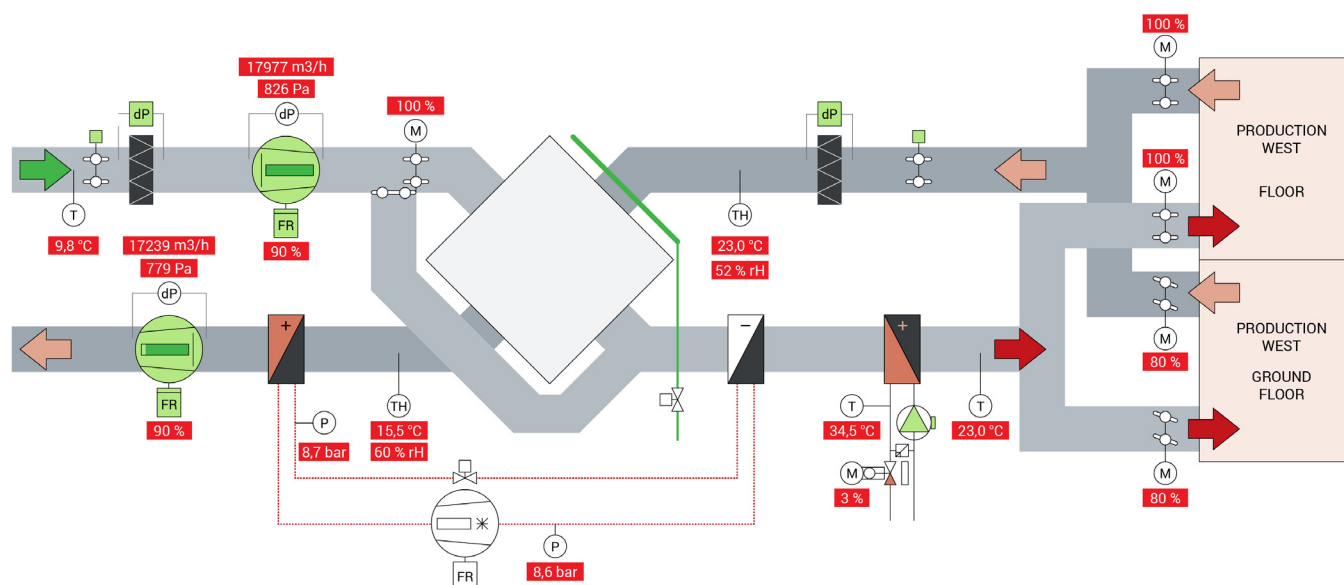 100 %
M
17977 m3/h
826 Pa
dP
dP
100 %
M
dP
PRODUCTION
WEST
FLOOR
100 %
M
T
9,8 °C
FR
90 %
TH
23,0 °C
52 % rH
17239 m3/h
779 Pa
dP
+
−
+
FR
90 %
P
8,7 bar
TH
15,5 °C
60 % rH
T
34,5 °C
T
23,0 °C
M
3 %
PRODUCTION
WEST
GROUND
FLOOR
M
80 %
M
80 %
FR
P
8,6 bar